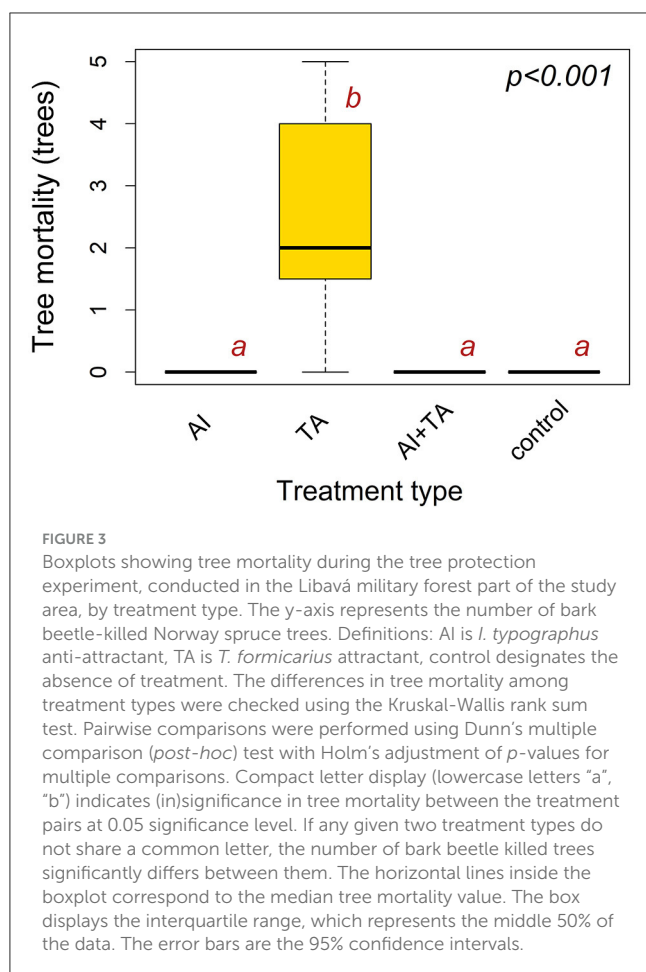 p<0.001
Tree mortality (trees)
5
4
3
2
1
0
a
b
a
a
AI
TA
AI+TA
control
Treatment type
FIGURE 3
Boxplots showing tree mortality during the tree protection
experiment, conducted in the Libavá military forest part of the study
area, by treatment type. The y-axis represents the number of bark
beetle-killed Norway spruce trees. Definitions: AI is I. typographus
anti-attractant, TA is T. formicarius attractant, control designates the
absence of treatment. The differences in tree mortality among
treatment types were checked using the Kruskal-Wallis rank sum
test. Pairwise comparisons were performed using Dunn's multiple
comparison (post-hoc) test with Holm's adjustment of p-values for
multiple comparisons. Compact letter display (lowercase letters "a",
"b") indicates (in)significance in tree mortality between the treatment
pairs at 0.05 significance level. If any given two treatment types do
not share a common letter, the number of bark beetle killed trees
significantly differs between them. The horizontal lines inside the
boxplot correspond to the median tree mortality value. The box
displays the interquartile range, which represents the middle 50% of
the data. The error bars are the 95% confidence intervals.